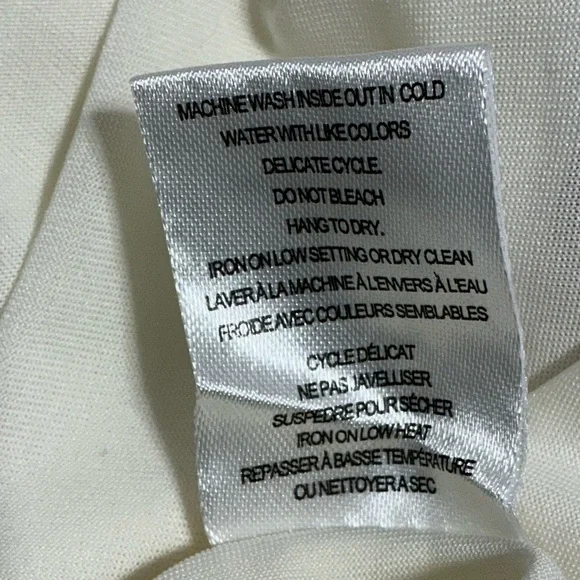 MACHINE WASH INSIDE OUT IN COLD
WATER WITH LIKE COLORS
DELICATE CYCLE.
DO NOT BLEACH
HANG TO DRY.
IRON ON LOW SETTING OR DRY CLEAN
LAVER À LA MACHINE À L'ENVERS À L'EAU
FROIDE AVEC COULEURS SEMBLABLES
CYCLE DÉLICAT
NE PAS JAVELLISER
SUSPEDRE POUR SÉCHER
IRON ON LOW HEAT
REPASSER À BASSE TEMPÉRATURE
OU NETTOYER A SEC